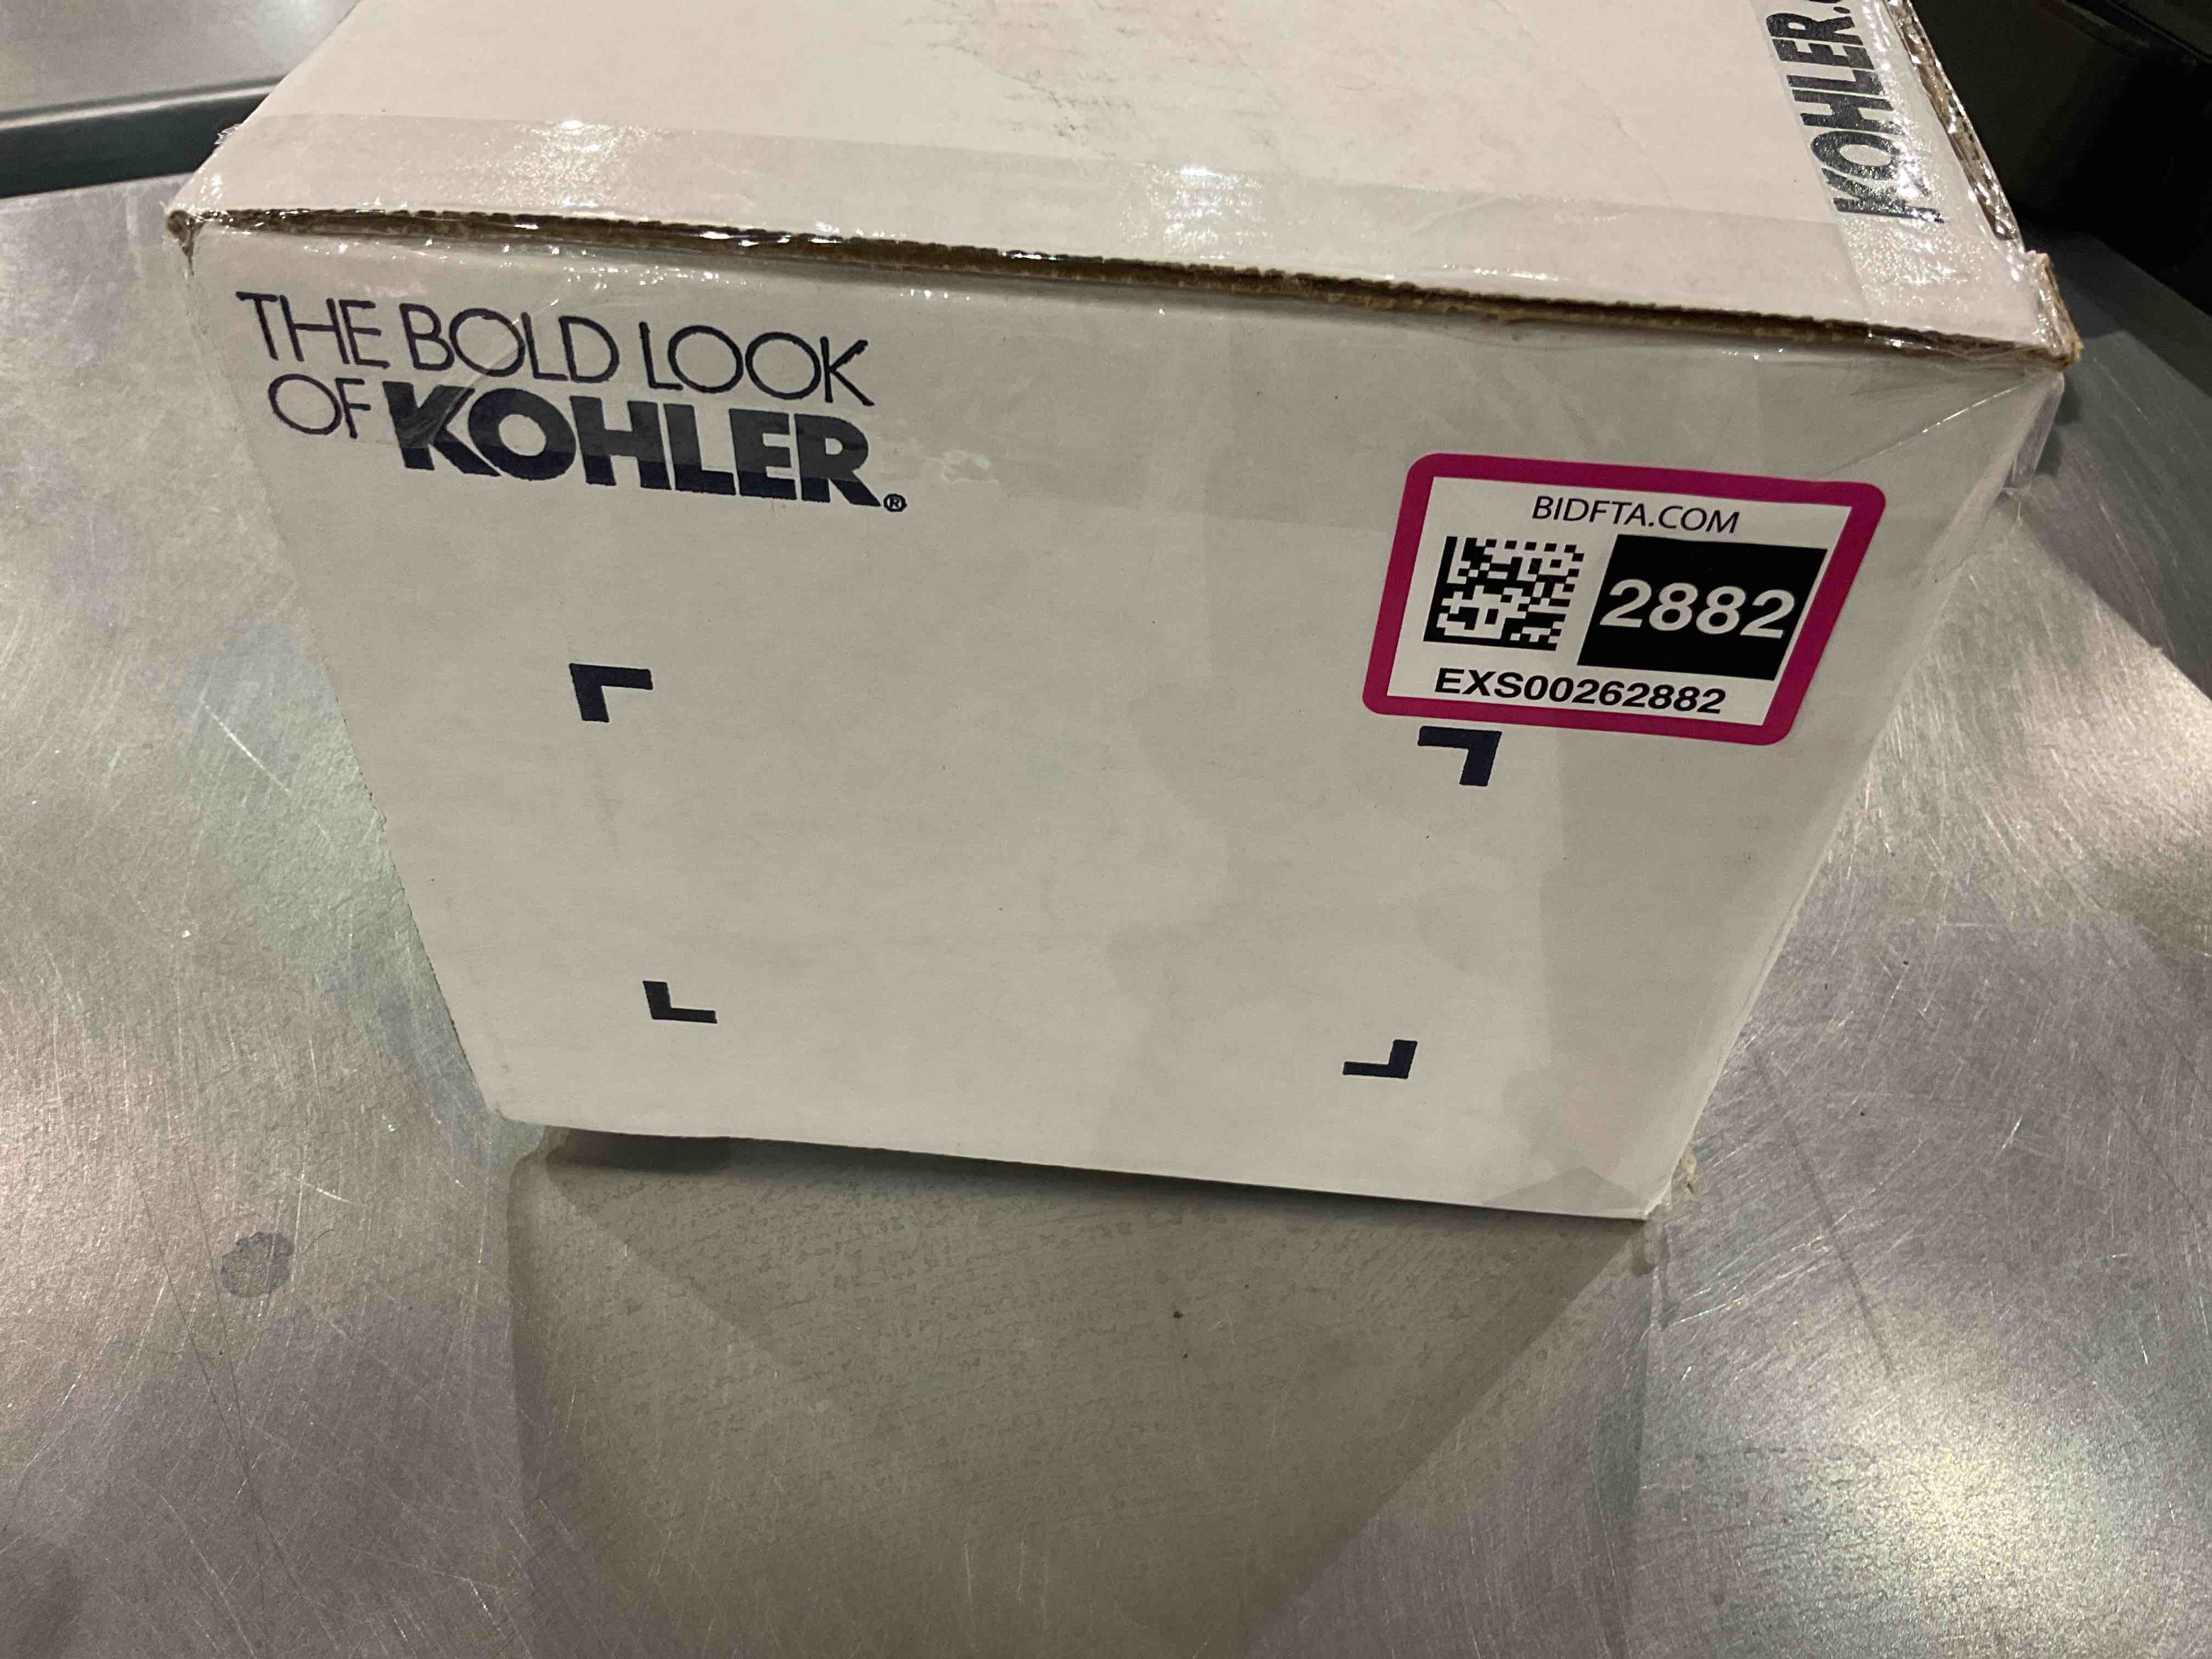 KOHLER.
THE BOLD LOOK
OF KOHLER®
BIDFTA.COM
2882
EXS00262882